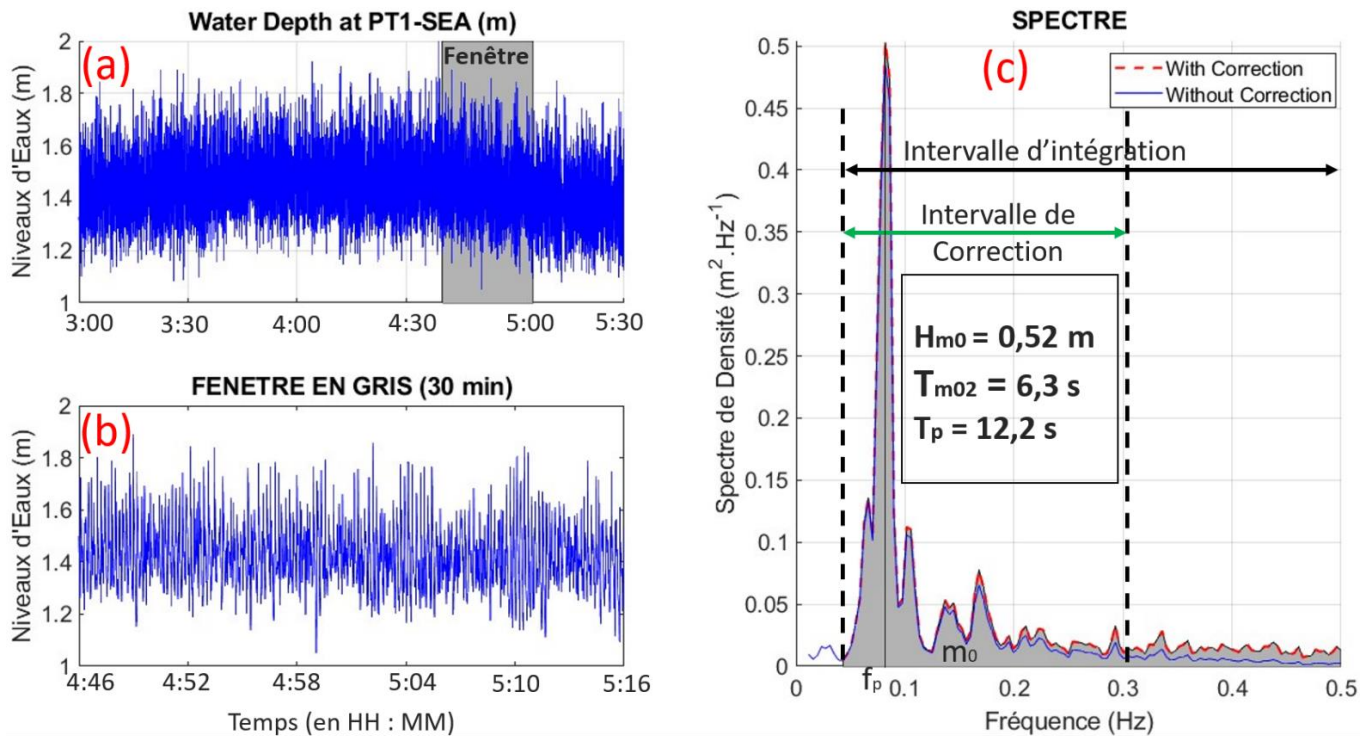 Water Depth at PT1-SEA (m)
(a)
Fenêtre
Niveaux d'Eaux (m)
2
1.8
1.6
1.4
1.2
1
3:00 3:30 4:00 4:30 5:00 5:30
FENETRE EN GRIS (30 min)
(b)
Niveaux d'Eaux (m)
2
1.8
1.6
1.4
1.2
1
4:46 4:52 4:58 5:04 5:10 5:16
Temps (en HH : MM)
SPECTRE
(c)
With Correction
Without Correction
Intervalle d’intégration
Intervalle de
Correction
Hm0 = 0,52 m
Tm02 = 6,3 s
Tp = 12,2 s
m0
fp
Spectre de Densité (m².Hz⁻¹)
0.5
0.45
0.4
0.35
0.3
0.25
0.2
0.15
0.1
0.05
0
0 0.1 0.2 0.3 0.4 0.5
Fréquence (Hz)